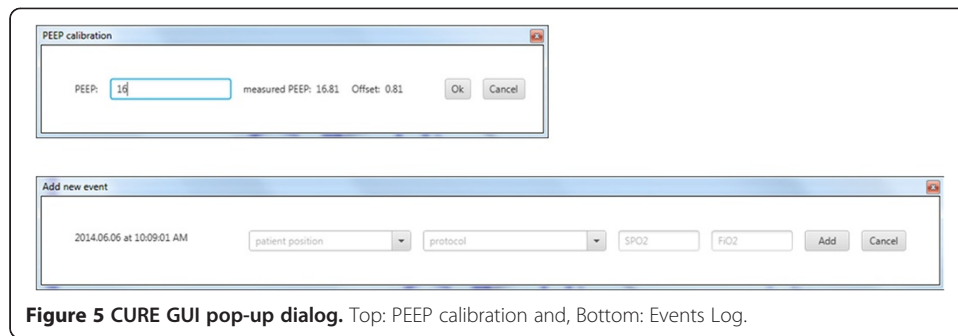 PEEP calibration
PEEP: 16 measured PEEP: 16.81 Offset: 0.81 Ok Cancel
Add new event
2014.06.06 at 10:09:01 AM patient position protocol SPO2 FiO2 Add Cancel
Figure 5 CURE GUI pop-up dialog. Top: PEEP calibration and, Bottom: Events Log.